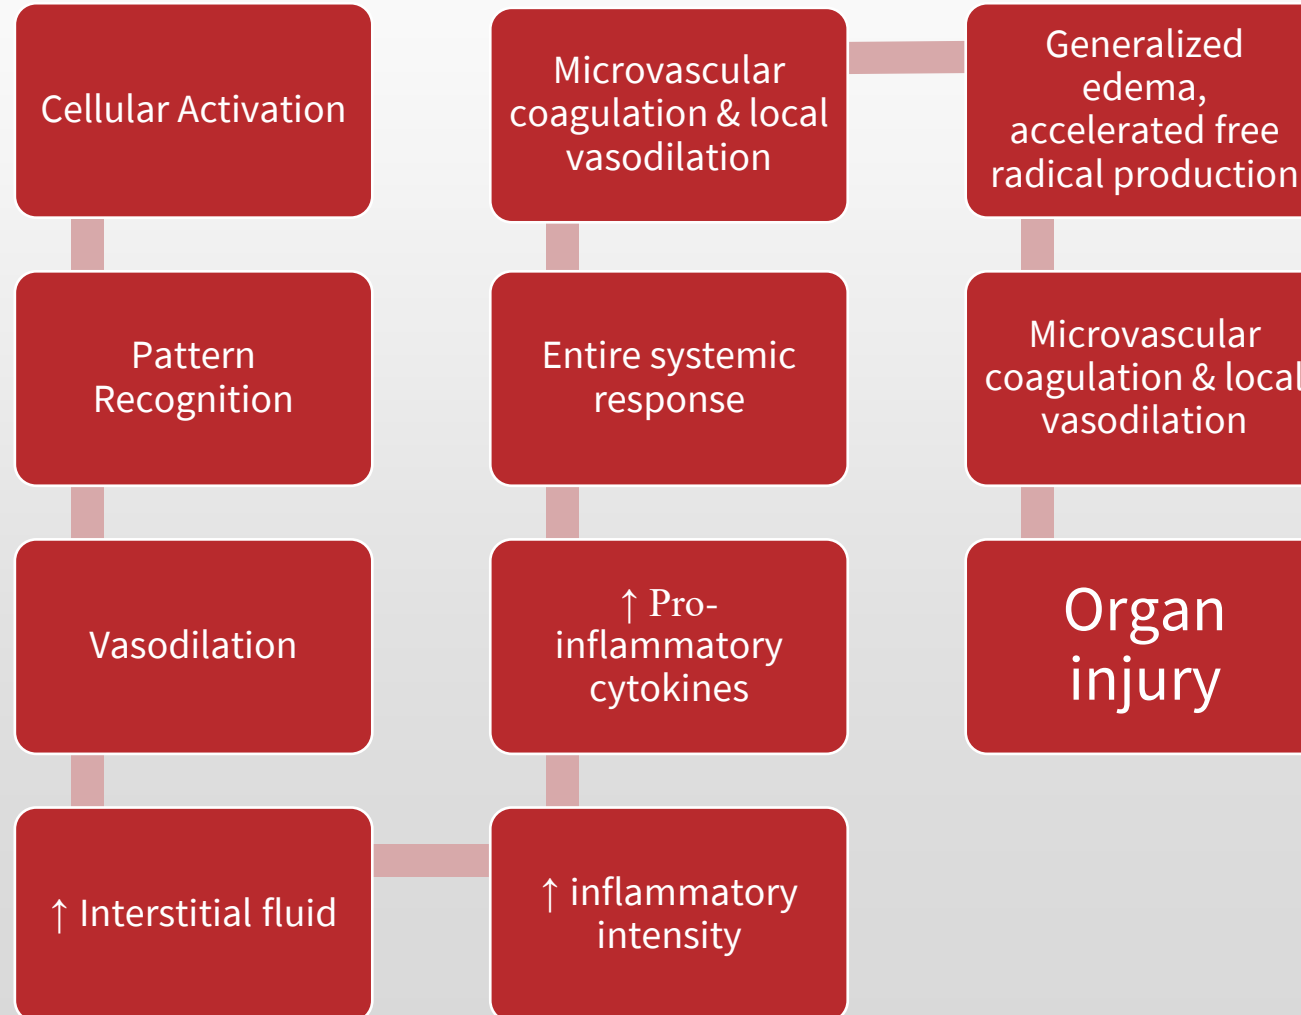 Cellular Activation
Pattern
Recognition
Vasodilation
↑ Interstitial fluid
↑ inflammatory
intensity
↑ Pro-
inflammatory
cytokines
Entire systemic
response
Microvascular
coagulation & local
vasodilation
Generalized
edema,
accelerated free
radical production
Microvascular
coagulation & local
vasodilation
Organ
injury